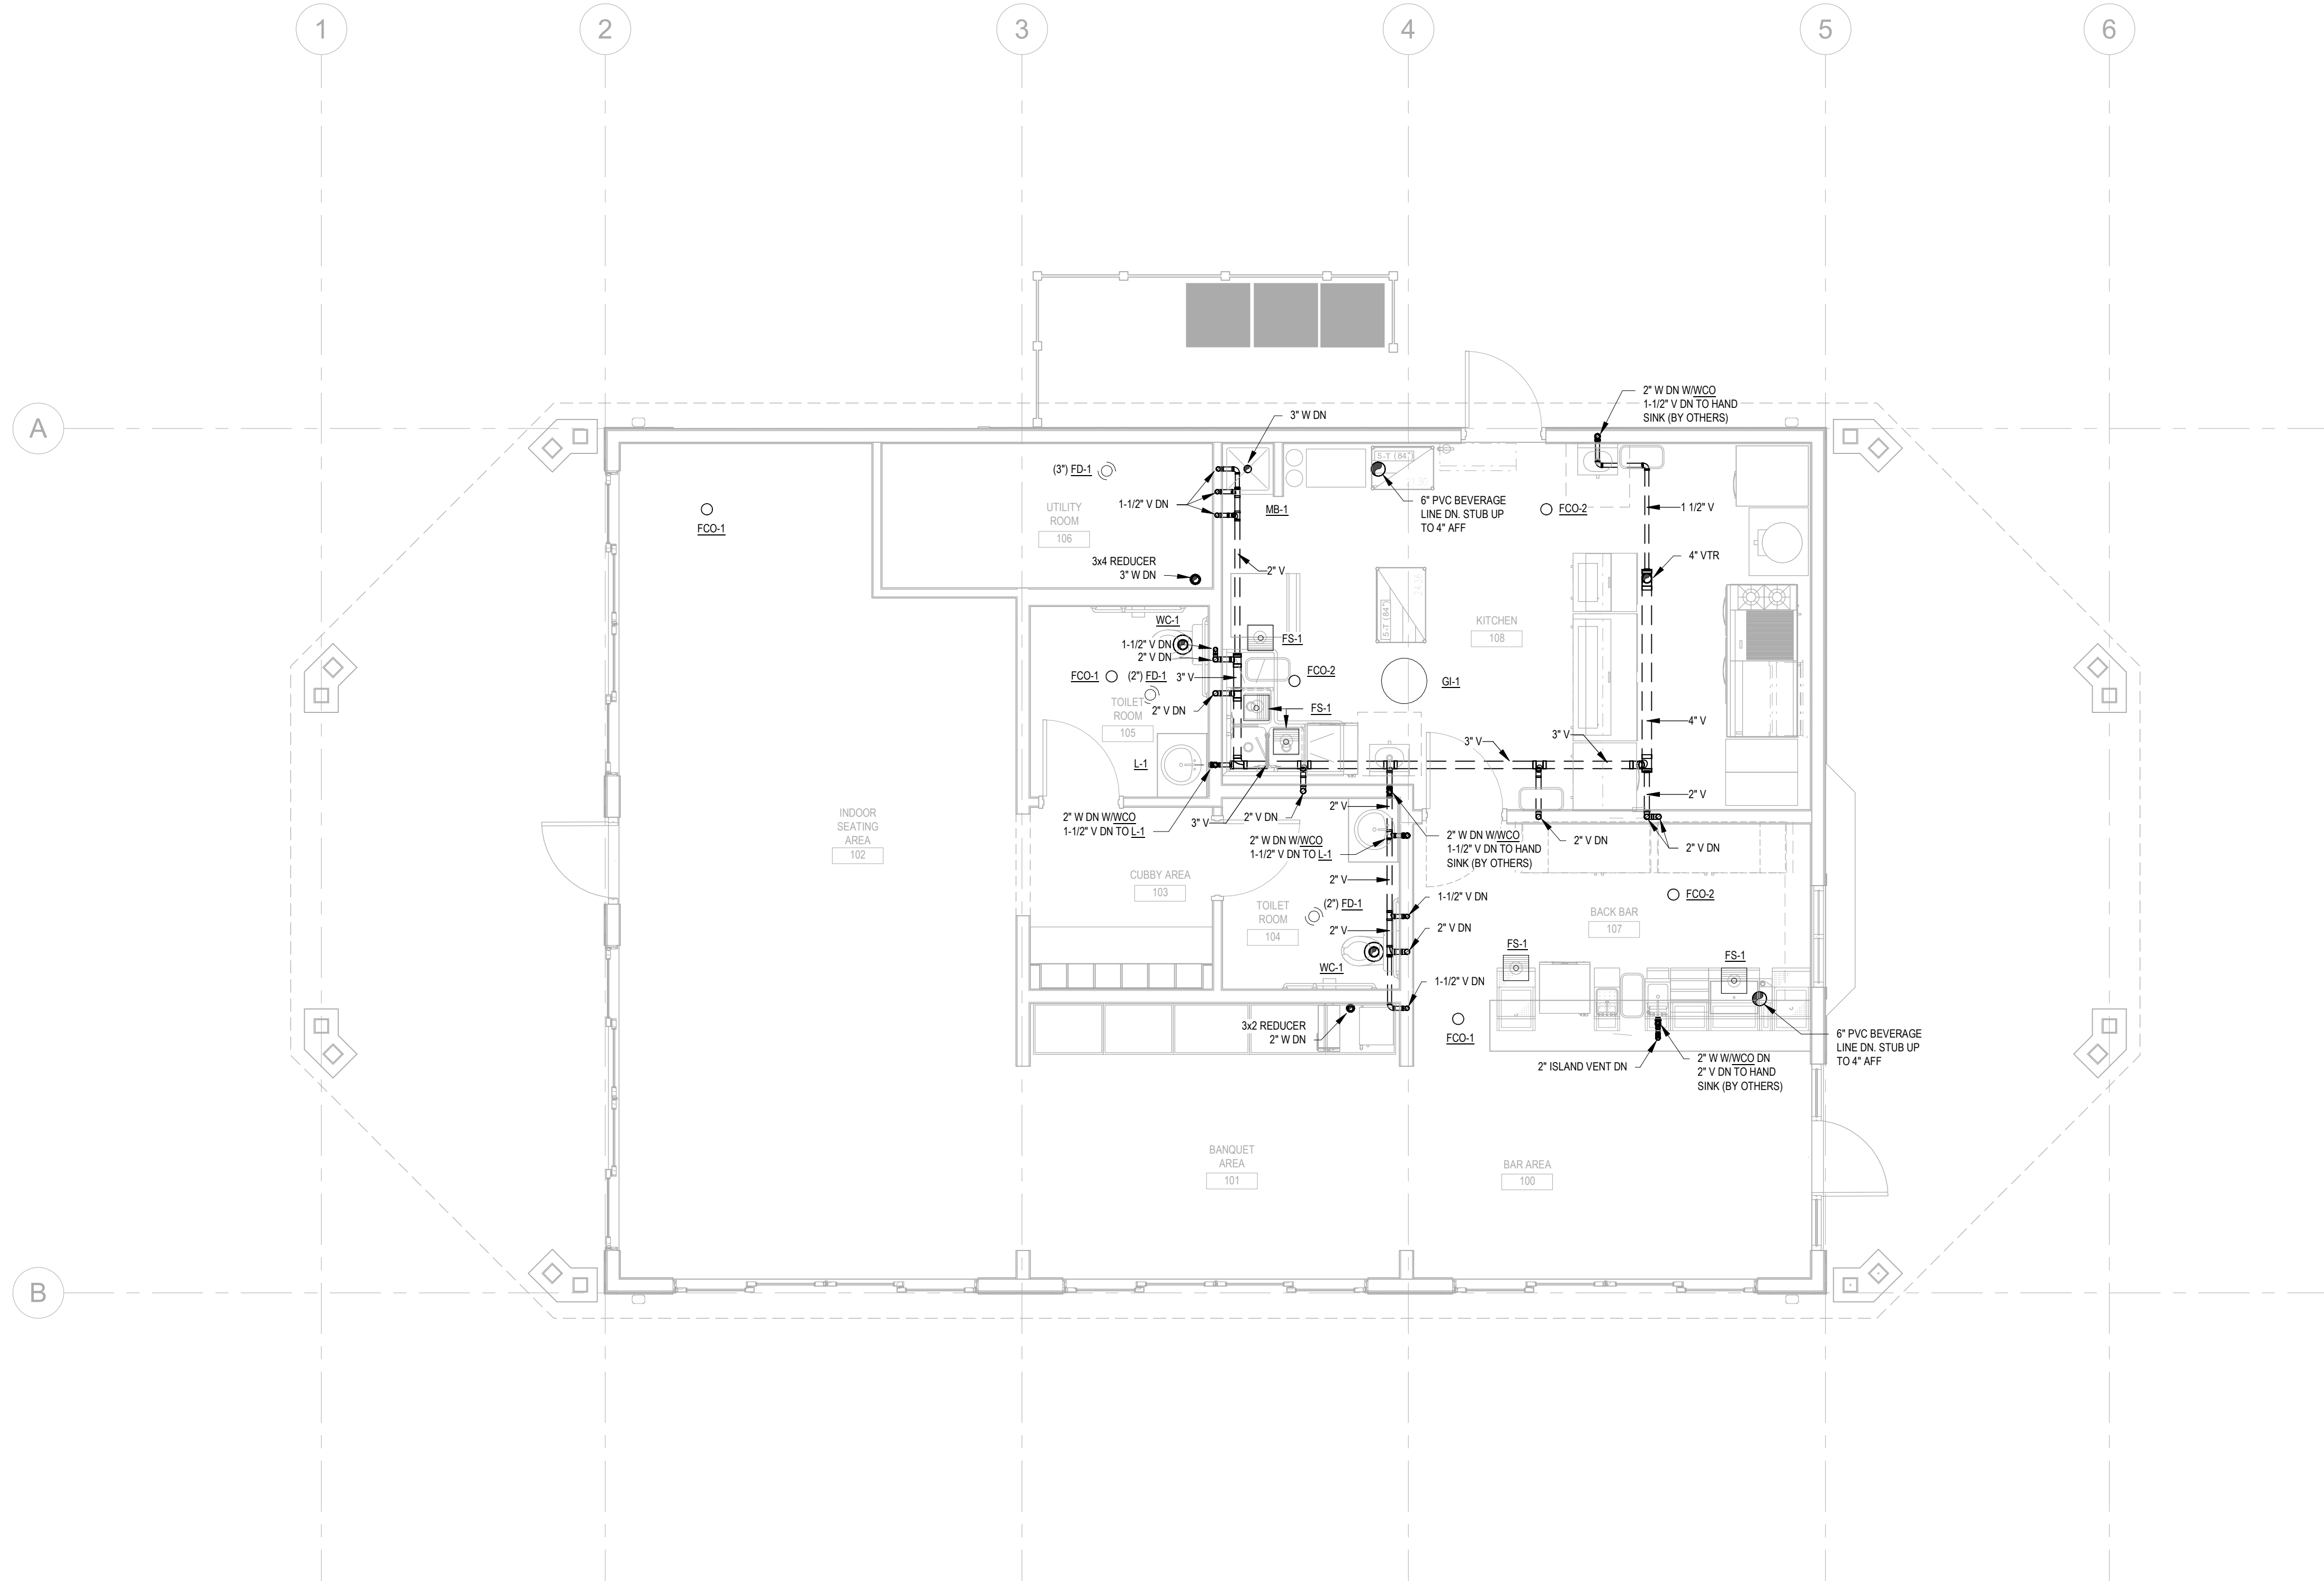 1
2
3
4
5
6
A
B
2" W DN W/WCO
1-1/2" V DN TO HAND
SINK (BY OTHERS)
3" W DN
(3") FD-1
1-1/2" V DN
UTILITY
ROOM
106
MB-1
S-T (84")
6" PVC BEVERAGE
LINE DN. STUB UP
TO 4" AFF
FCO-2
1 1/2" V
FCO-1
3x4 REDUCER
3" W DN
2" V
4" VTR
S-T (84")
KITCHEN
108
WC-1
FS-1
1-1/2" V DN
2" V DN
FCO-1
(2") FD-1
3" V
FCO-2
GI-1
TOILET
ROOM
105
2" V DN
FS-1
4" V
3" V
3" V
L-1
2" V
2" W DN W/WCO
1-1/2" V DN TO L-1
3" V
2" V DN
2" V
2" W DN W/WCO
1-1/2" V DN TO L-1
2" W DN W/WCO
1-1/2" V DN TO HAND
SINK (BY OTHERS)
2" V DN
2" V DN
INDOOR
SEATING
AREA
102
CUBBY AREA
103
2" V
1-1/2" V DN
FCO-2
TOILET
ROOM
104
(2") FD-1
2" V
2" V DN
BACK BAR
107
FS-1
FS-1
WC-1
1-1/2" V DN
3x2 REDUCER
2" W DN
FCO-1
2" ISLAND VENT DN
2" W W/WCO DN
2" V DN TO HAND
SINK (BY OTHERS)
6" PVC BEVERAGE
LINE DN. STUB UP
TO 4" AFF
BANQUET
AREA
101
BAR AREA
100